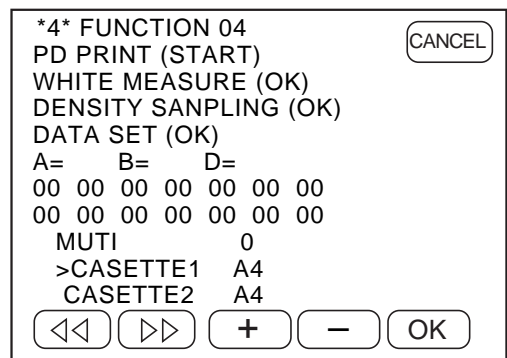 *4* FUNCTION 04
CANCEL
PD PRINT (START)
WHITE MEASURE (OK)
DENSITY SANPLING (OK)
DATA SET (OK)
A= B= D=
00 00 00 00 00 00 00
00 00 00 00 00 00 00
MUTI 0
>CASETTE1 A4
CASETTE2 A4
+ − OK